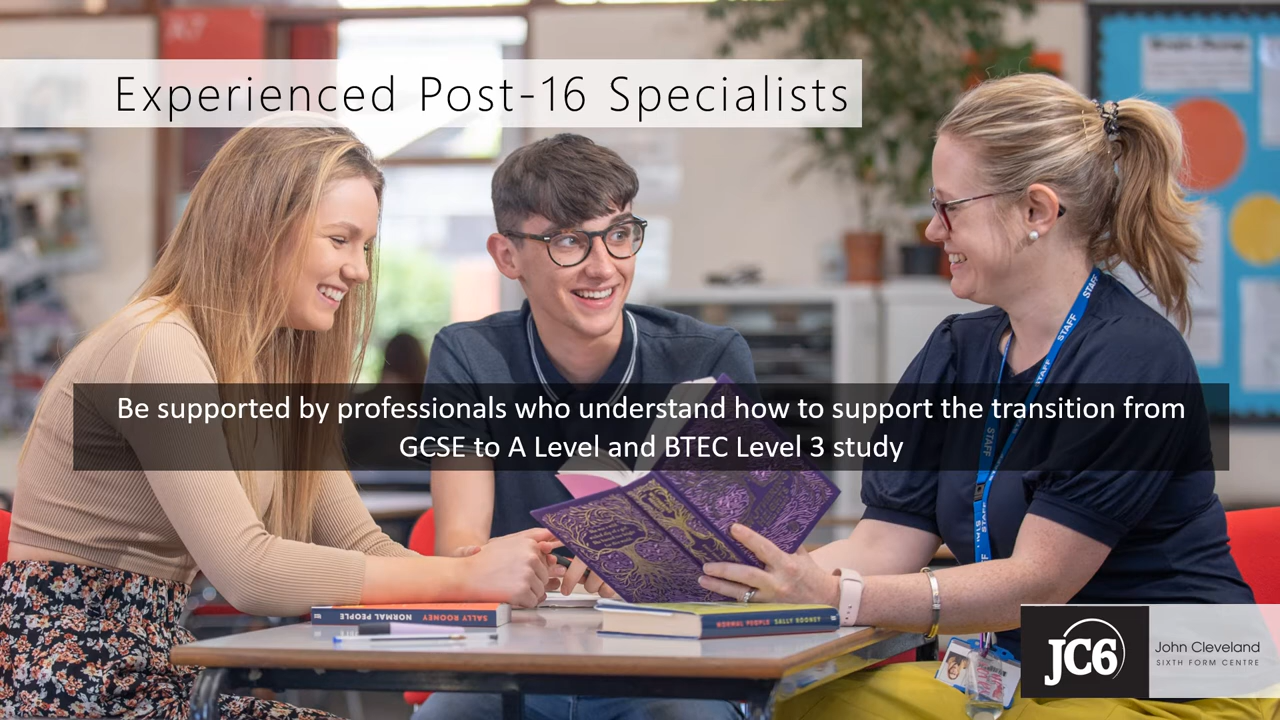 Experienced Post-16 Specialists
Be supported by professionals who understand how to support the transition from
GCSE to A Level and BTEC Level 3 study
STAFF
STAFF
STAFF
STAFF
SALLY ROONEY NORMAL PEOPLE
NORMAL PEOPLE SALLY ROONEY
JC6
John Cleveland
SIXTH FORM CENTRE